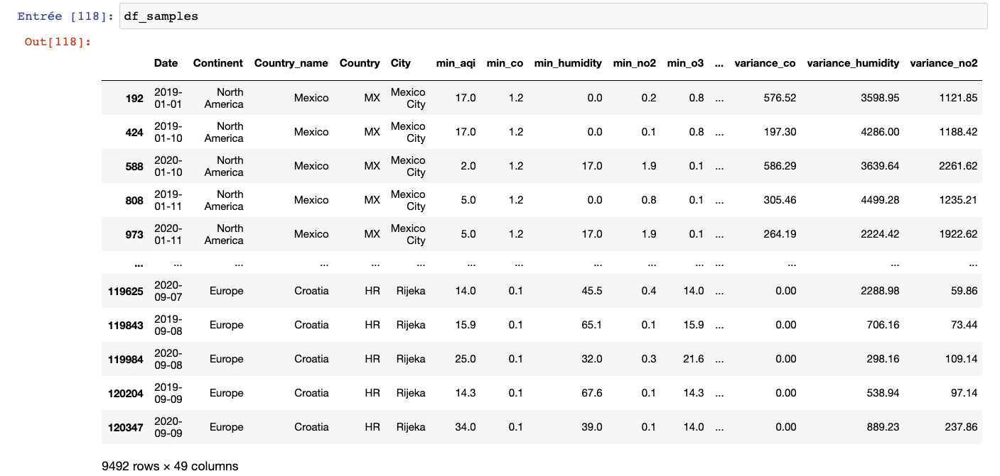 Entrée [118]: df_samples
Out[118]:
Date Continent Country_name Country City min_aqi min_co min_humidity min_no2 min_o3 ... variance_co variance_humidity variance_no2
192 2019-01-01 North America Mexico MX Mexico City 17.0 1.2 0.0 0.2 0.8 ... 576.52 3598.95 1121.85
424 2019-01-10 North America Mexico MX Mexico City 17.0 1.2 0.0 0.1 0.8 ... 197.30 4286.00 1188.42
588 2020-01-10 North America Mexico MX Mexico City 2.0 1.2 17.0 1.9 0.1 ... 586.29 3639.64 2261.62
808 2019-01-11 North America Mexico MX Mexico City 5.0 1.2 0.0 0.8 0.1 ... 305.46 4499.28 1235.21
973 2020-01-11 North America Mexico MX Mexico City 5.0 1.2 17.0 1.9 0.1 ... 264.19 2224.42 1922.62
... ... ... ... ... ... ... ... ... ... ... ... ... ... ...
119625 2020-09-07 Europe Croatia HR Rijeka 14.0 0.1 45.5 0.4 14.0 ... 0.00 2288.98 59.86
119843 2019-09-08 Europe Croatia HR Rijeka 15.9 0.1 65.1 0.1 15.9 ... 0.00 706.16 73.44
119984 2020-09-08 Europe Croatia HR Rijeka 25.0 0.1 32.0 0.3 21.6 ... 0.00 298.16 109.14
120204 2019-09-09 Europe Croatia HR Rijeka 14.3 0.1 67.6 0.1 14.3 ... 0.00 538.94 97.14
120347 2020-09-09 Europe Croatia HR Rijeka 34.0 0.1 39.0 0.1 14.0 ... 0.00 889.23 237.86
9492 rows × 49 columns